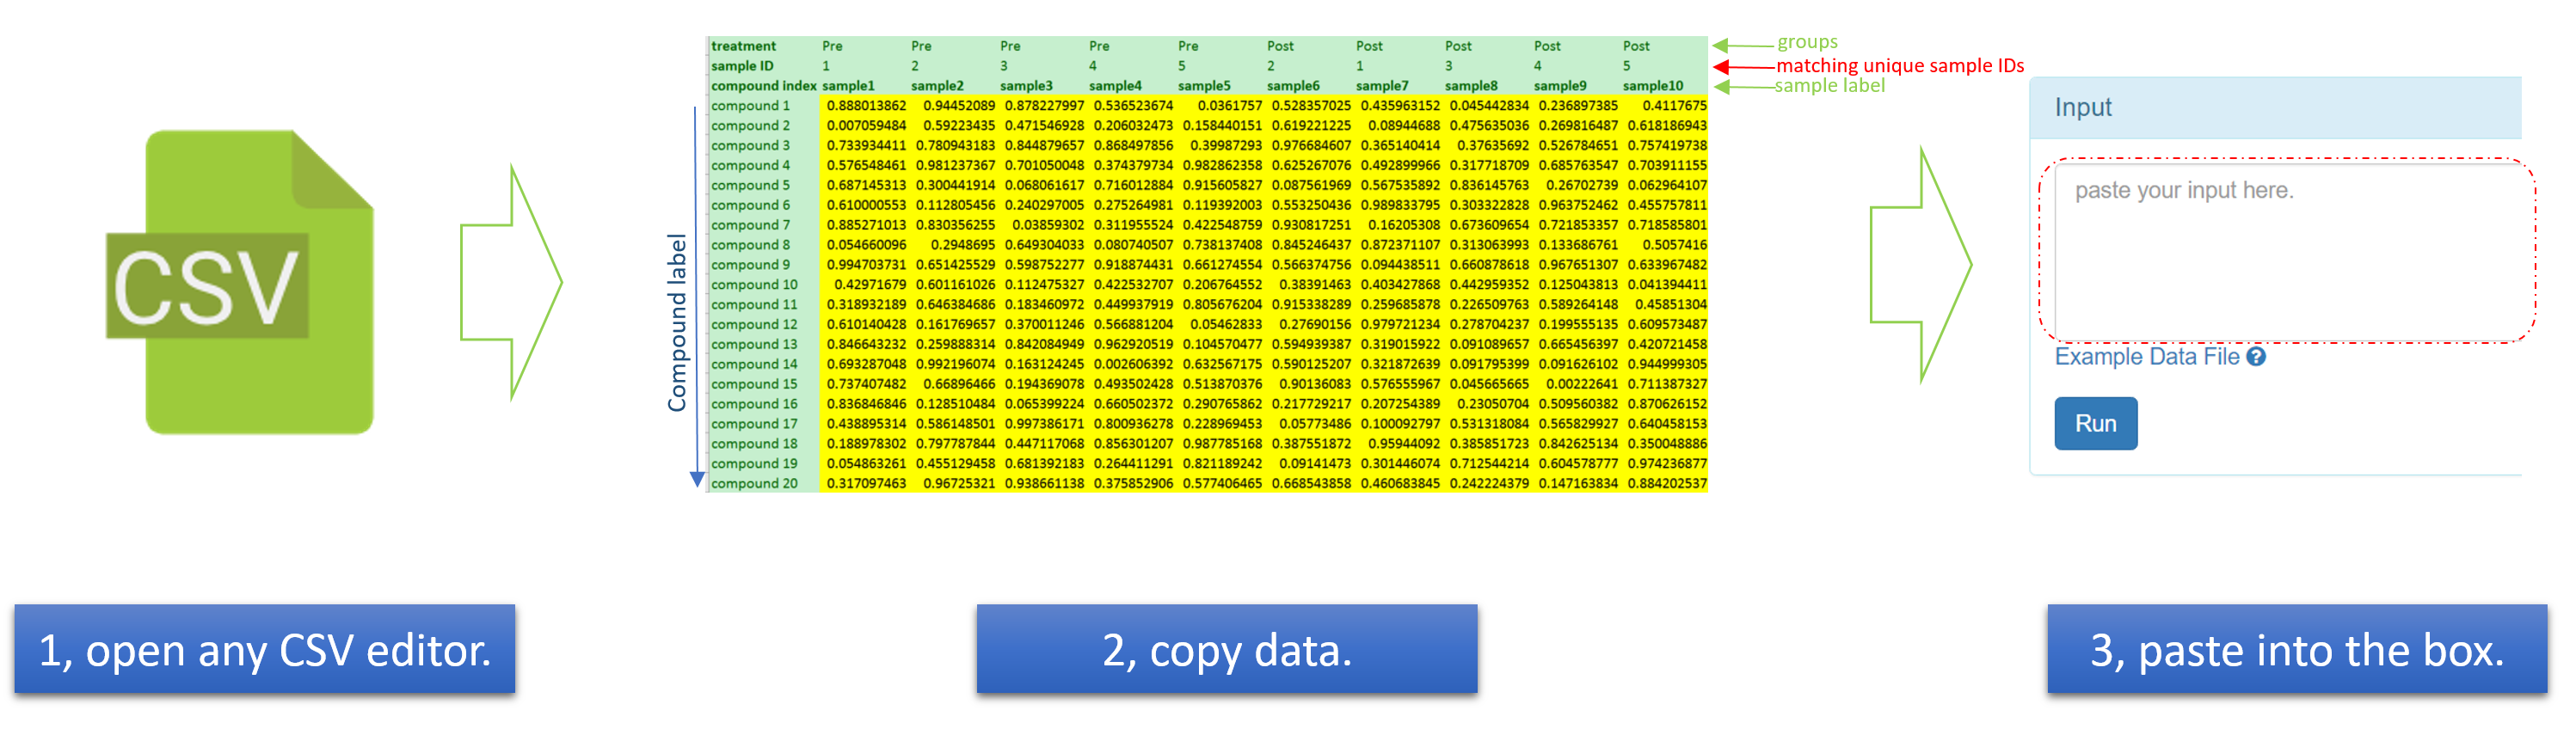 CSV
treatment Pre Pre Pre Pre Pre Post Post Post Post Post
sample ID 1 2 3 4 5 2 1 3 4 5
compound index sample1 sample2 sample3 sample4 sample5 sample6 sample7 sample8 sample9 sample10
compound 1 0.888013862 0.94452089 0.878227997 0.536523674 0.0361757 0.528357025 0.435963152 0.045442834 0.236897385 0.4117675
compound 2 0.007059484 0.59223435 0.471546928 0.206032473 0.158440151 0.619221225 0.08944688 0.475635036 0.269816487 0.618186943
compound 3 0.733934411 0.780943183 0.844879657 0.868497856 0.39987293 0.976684607 0.365140414 0.37635692 0.526784651 0.757419738
compound 4 0.576548461 0.981237367 0.701050048 0.374379734 0.982862358 0.625267076 0.492899966 0.317718709 0.685763547 0.703911155
compound 5 0.687145313 0.300441914 0.068061617 0.716012884 0.915605827 0.087561969 0.567535892 0.836145763 0.26702739 0.062964107
compound 6 0.610000553 0.112805456 0.240297005 0.275264981 0.119392003 0.553250436 0.989833795 0.303322828 0.963752462 0.455757811
compound 7 0.885271013 0.830356255 0.03859302 0.311955524 0.422548759 0.930817251 0.16205308 0.673609654 0.721853357 0.718585801
compound 8 0.054660096 0.2948695 0.649304033 0.080740507 0.738137408 0.845246437 0.872371107 0.313063993 0.133686761 0.5057416
compound 9 0.994703731 0.651425529 0.598752277 0.918874431 0.661274554 0.566374756 0.094438511 0.660878618 0.967651307 0.633967482
compound 10 0.42971679 0.601161026 0.112475327 0.422532707 0.206764552 0.38391463 0.403427868 0.442959352 0.125043813 0.041394411
compound 11 0.318932189 0.646384686 0.183460972 0.449937919 0.805676204 0.915338289 0.259685878 0.226509763 0.589264148 0.45851304
compound 12 0.610140428 0.161769657 0.370011246 0.566881204 0.05462833 0.27690156 0.979721234 0.278704237 0.199555135 0.609573487
compound 13 0.846643232 0.259888314 0.842084949 0.962920519 0.104570477 0.594939387 0.319015922 0.091089657 0.665456397 0.420721458
compound 14 0.693287048 0.992196074 0.163124245 0.002606392 0.632567175 0.590125207 0.321872639 0.091795399 0.091626102 0.944999305
compound 15 0.737407482 0.66896466 0.194369078 0.493502428 0.513870376 0.90136083 0.576555967 0.045665665 0.00222641 0.711387327
compound 16 0.836846846 0.128510484 0.065399224 0.660502372 0.290765862 0.217729217 0.207254389 0.23050704 0.509560382 0.870626152
compound 17 0.438895314 0.586148501 0.997386171 0.800936278 0.228969453 0.05773486 0.100092797 0.531318084 0.565829927 0.640458153
compound 18 0.188978302 0.797787844 0.447117068 0.856301207 0.987785168 0.387551872 0.95944092 0.385851723 0.842625134 0.350048886
compound 19 0.054863261 0.455129458 0.681392183 0.264411291 0.821189242 0.09141473 0.301446074 0.712544214 0.604578777 0.974236877
compound 20 0.317097463 0.96725321 0.938661138 0.375852906 0.577406465 0.668543858 0.460683845 0.242224379 0.147163834 0.884202537
Compound label
groups
matching unique sample IDs
sample label
Input
paste your input here.
Example Data File ?
Run
1, open any CSV editor.
2, copy data.
3, paste into the box.